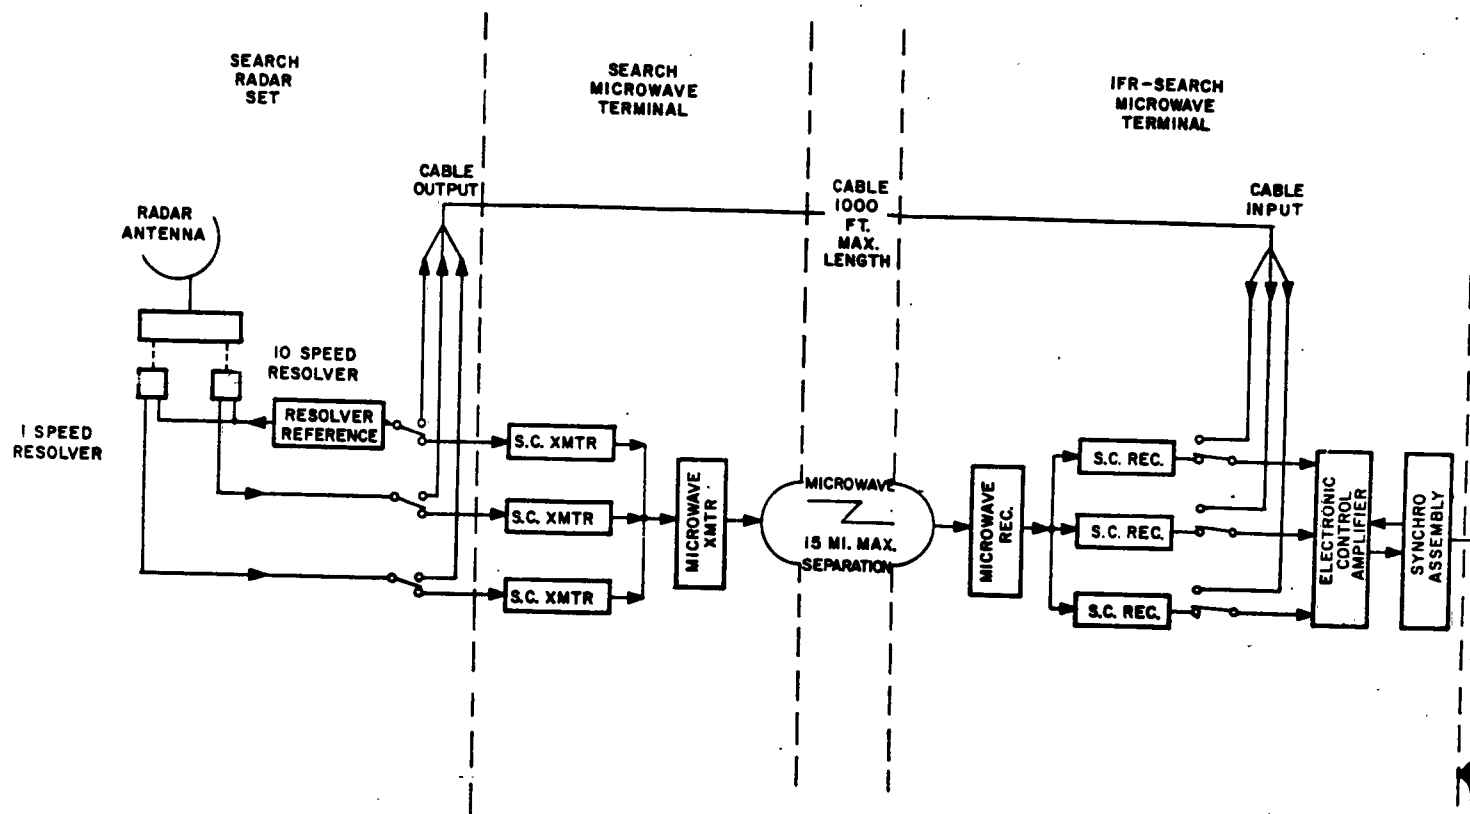 SEARCH
RADAR
SET
SEARCH
MICROWAVE
TERMINAL
IFR-SEARCH
MICROWAVE
TERMINAL
CABLE
OUTPUT
CABLE
1000
FT.
MAX.
LENGTH
CABLE
INPUT
RADAR
ANTENNA
10 SPEED
RESOLVER
1 SPEED
RESOLVER
RESOLVER
REFERENCE
S.C. XMTR
S.C. XMTR
S.C. XMTR
MICROWAVE
XMTR
MICROWAVE
15 MI. MAX.
SEPARATION
MICROWAVE
REC.
S.C. REC.
S.C. REC.
S.C. REC.
ELECTRONIC
CONTROL
AMPLIFIER
SYNCHRO
ASSEMBLY